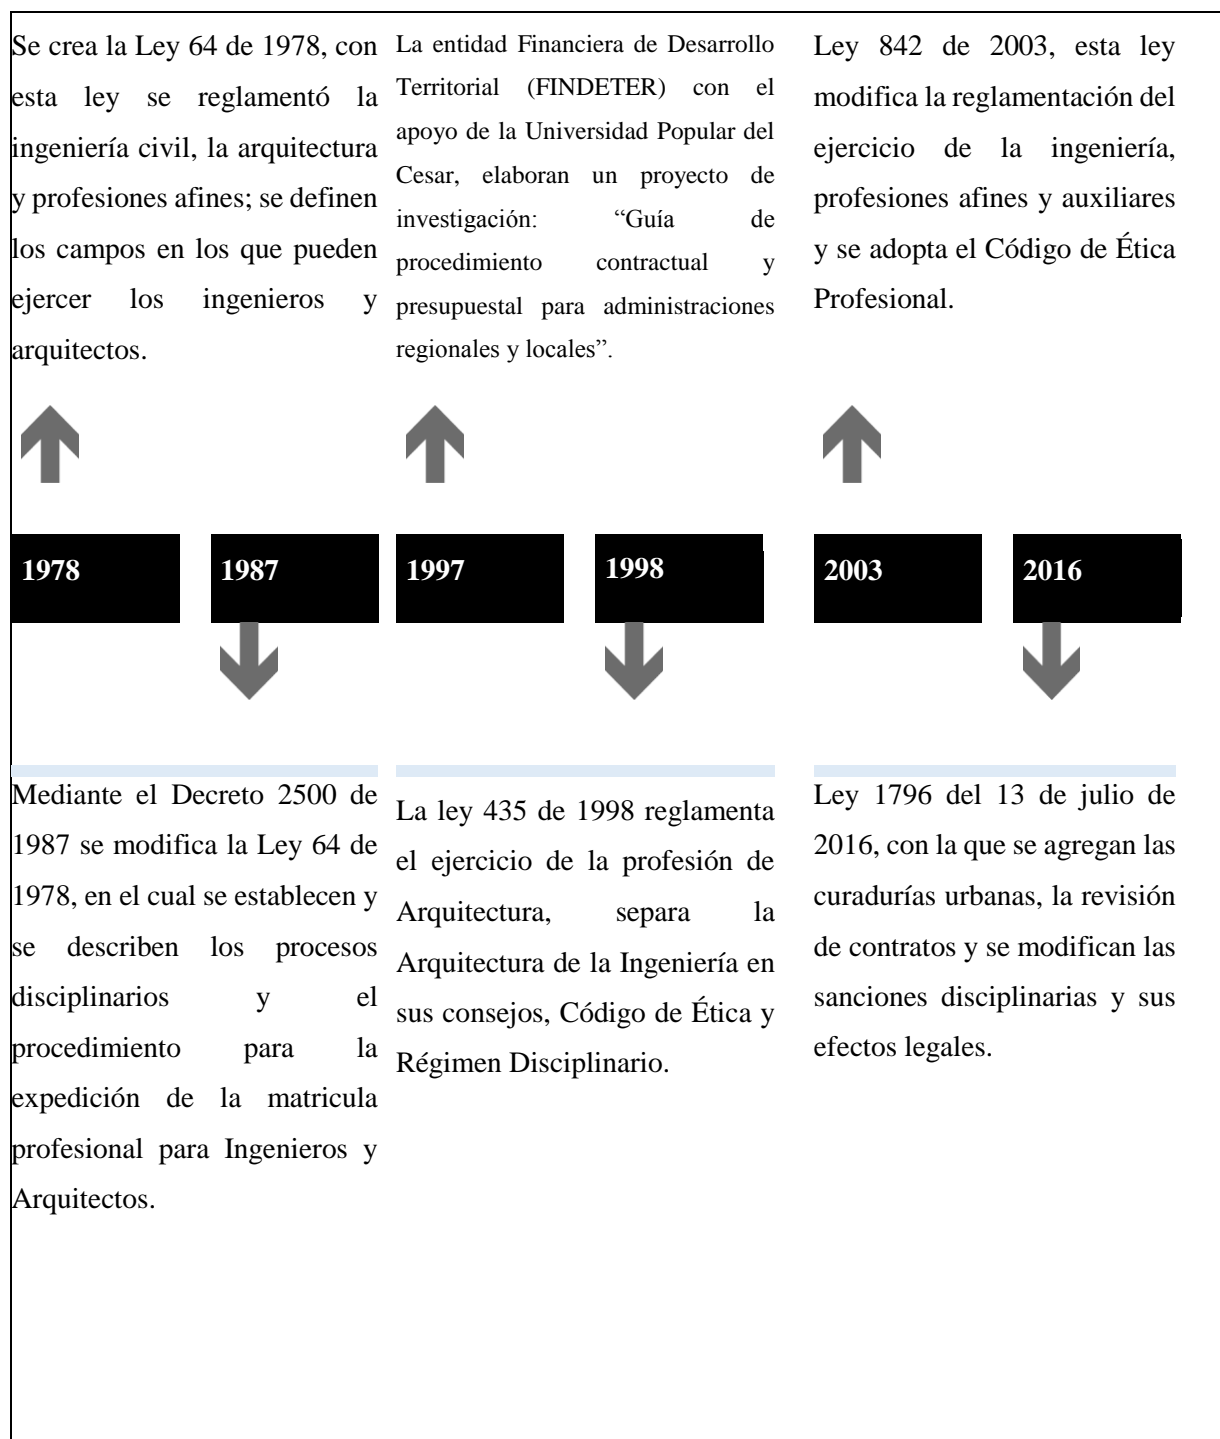 Se crea la Ley 64 de 1978, con
esta ley se reglamentó la
ingeniería civil, la arquitectura
y profesiones afines; se definen
los campos en los que pueden
ejercer los ingenieros y
arquitectos.
La entidad Financiera de Desarrollo
Territorial (FINDETER) con el
apoyo de la Universidad Popular del
Cesar, elaboran un proyecto de
investigación: “Guía de
procedimiento contractual y
presupuestal para administraciones
regionales y locales”.
Ley 842 de 2003, esta ley
modifica la reglamentación del
ejercicio de la ingeniería,
profesiones afines y auxiliares
y se adopta el Código de Ética
Profesional.
1978
1987
1997
1998
2003
2016
Mediante el Decreto 2500 de
1987 se modifica la Ley 64 de
1978, en el cual se establecen y
se describen los procesos
disciplinarios y el
procedimiento para la
expedición de la matricula
profesional para Ingenieros y
Arquitectos.
La ley 435 de 1998 reglamenta
el ejercicio de la profesión de
Arquitectura, separa la
Arquitectura de la Ingeniería en
sus consejos, Código de Ética y
Régimen Disciplinario.
Ley 1796 del 13 de julio de
2016, con la que se agregan las
curadurías urbanas, la revisión
de contratos y se modifican las
sanciones disciplinarias y sus
efectos legales.